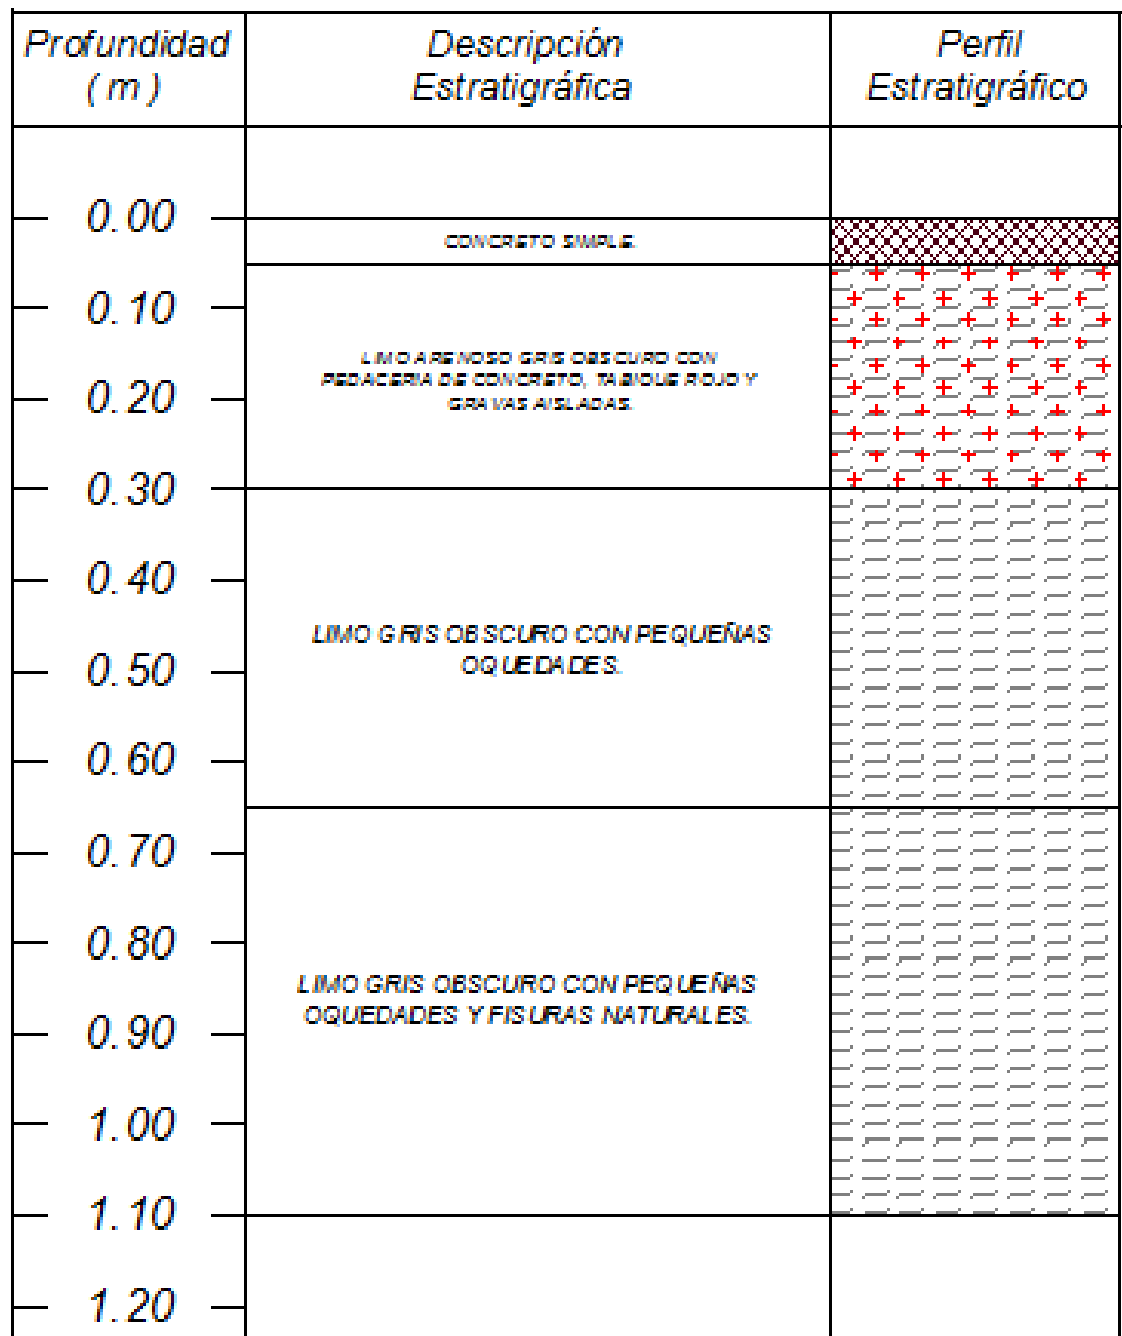 Profundidad
( m )
Descripción
Estratigráfica
Perfil
Estratigráfico
0.00
CONCRETO SIMPLE.
0.10
LIMO ARENOSO GRIS OBSCURO CON
PEDACERIA DE CONCRETO, TABIQUE ROJO Y
GRAVAS AISLADAS.
0.20
0.30
0.40
LIMO GRIS OBSCURO CON PEQUEÑAS
OQUEDADES.
0.50
0.60
0.70
0.80
LIMO GRIS OBSCURO CON PEQUEÑAS
OQUEDADES Y FISURAS NATURALES.
0.90
1.00
1.10
1.20